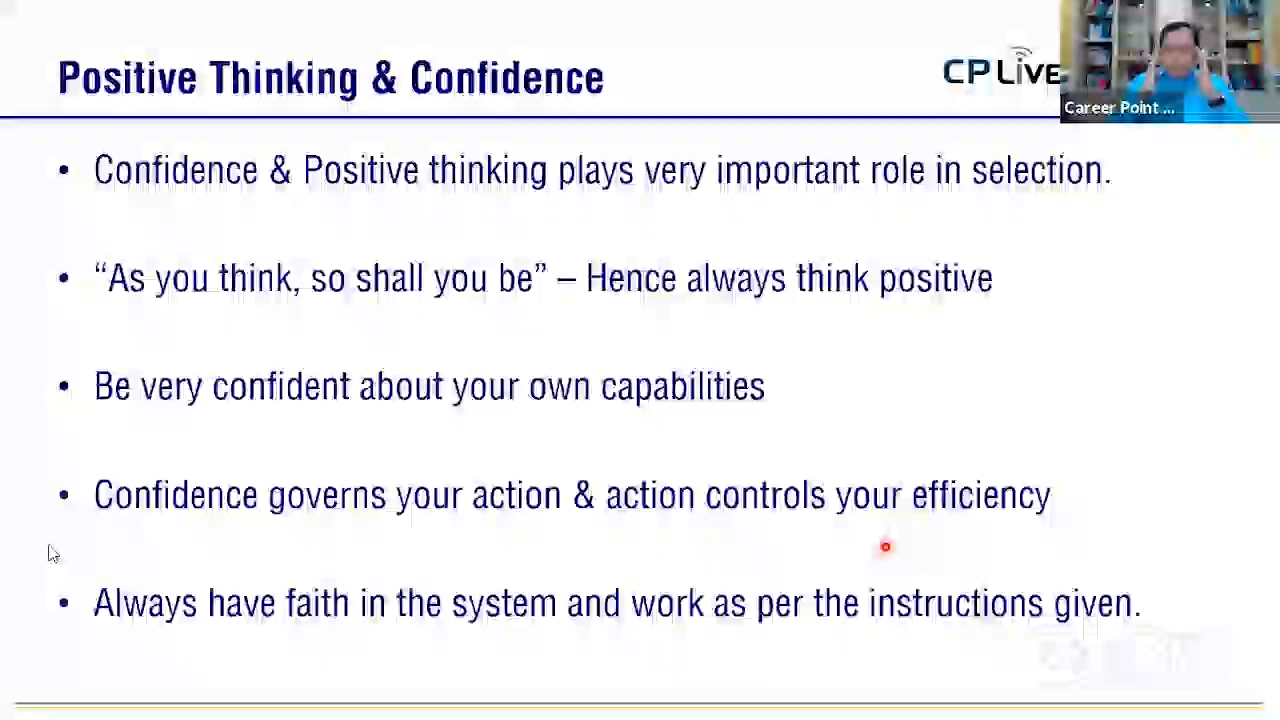 Positive Thinking & Confidence
CP LiVE
Career Point ...
• Confidence & Positive thinking plays very important role in selection.
• “As you think, so shall you be” – Hence always think positive
• Be very confident about your own capabilities
• Confidence governs your action & action controls your efficiency
• Always have faith in the system and work as per the instructions given.